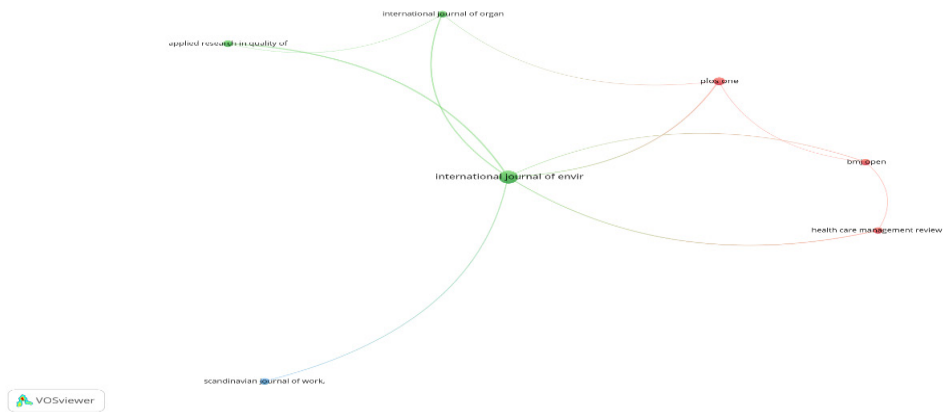 international journal of organ
applied research in quality of
plos one
bmj open
international journal of envir
health care management review
scandinavian journal of work,
VOSviewer